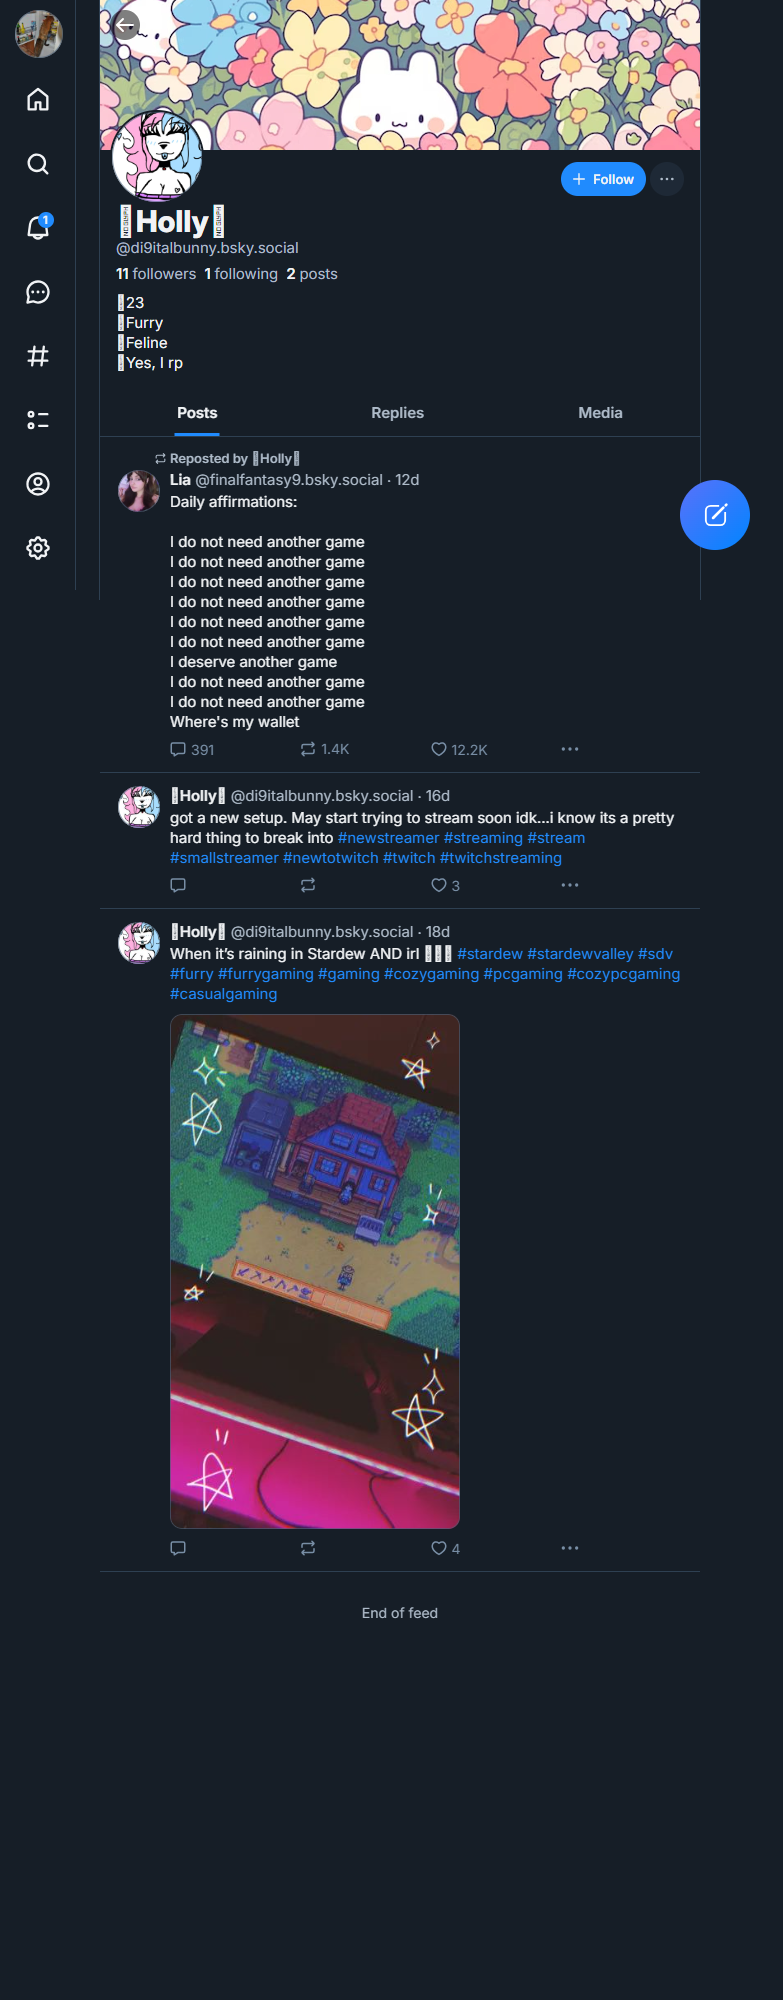 1
+ Follow
Holly
@di9italbunny.bsky.social
11 followers 1 following 2 posts
23
Furry
Feline
Yes, I rp
Posts Replies Media
Reposted by Holly
Lia @finalfantasy9.bsky.social · 12d
Daily affirmations:
I do not need another game
I do not need another game
I do not need another game
I do not need another game
I do not need another game
I do not need another game
I deserve another game
I do not need another game
I do not need another game
Where's my wallet
391 1.4K 12.2K
Holly @di9italbunny.bsky.social · 16d
got a new setup. May start trying to stream soon idk...i know its a pretty
hard thing to break into #newstreamer #streaming #stream
#smallstreamer #newtotwitch #twitch #twitchstreaming
3
Holly @di9italbunny.bsky.social · 18d
When it’s raining in Stardew AND irl #stardew #stardewvalley #sdv
#furry #furrygaming #gaming #cozygaming #pcgaming #cozypcgaming
#casualgaming
4
End of feed